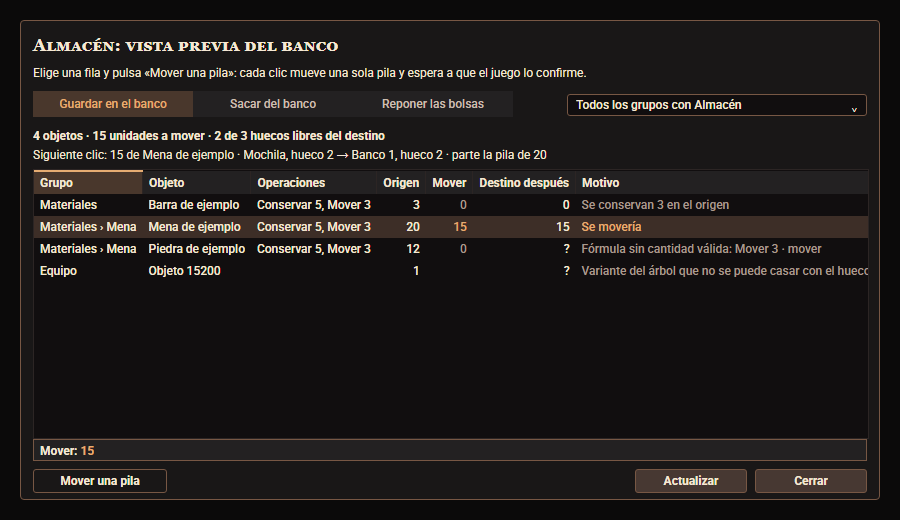 Almacén: vista previa del banco
Elige una fila y pulsa «Mover una pila»: cada clic mueve una sola pila y espera a que el juego lo confirme.
Guardar en el banco Sacar del banco Reponer las bolsas Todos los grupos con Almacén
4 objetos · 15 unidades a mover · 2 de 3 huecos libres del destino
Siguiente clic: 15 de Mena de ejemplo · Mochila, hueco 2 → Banco 1, hueco 2 · parte la pila de 20
Grupo Objeto Operaciones Origen Mover Destino después Motivo
Materiales Barra de ejemplo Conservar 5, Mover 3 3 0 0 Se conservan 3 en el origen
Materiales › Mena Mena de ejemplo Conservar 5, Mover 3 20 15 15 Se movería
Materiales › Mena Piedra de ejemplo Conservar 5, Mover 3 12 0 ? Fórmula sin cantidad válida: Mover 3 · mover
Equipo Objeto 15200 1 ? Variante del árbol que no se puede casar con el hueco
Mover: 15
Mover una pila Actualizar Cerrar